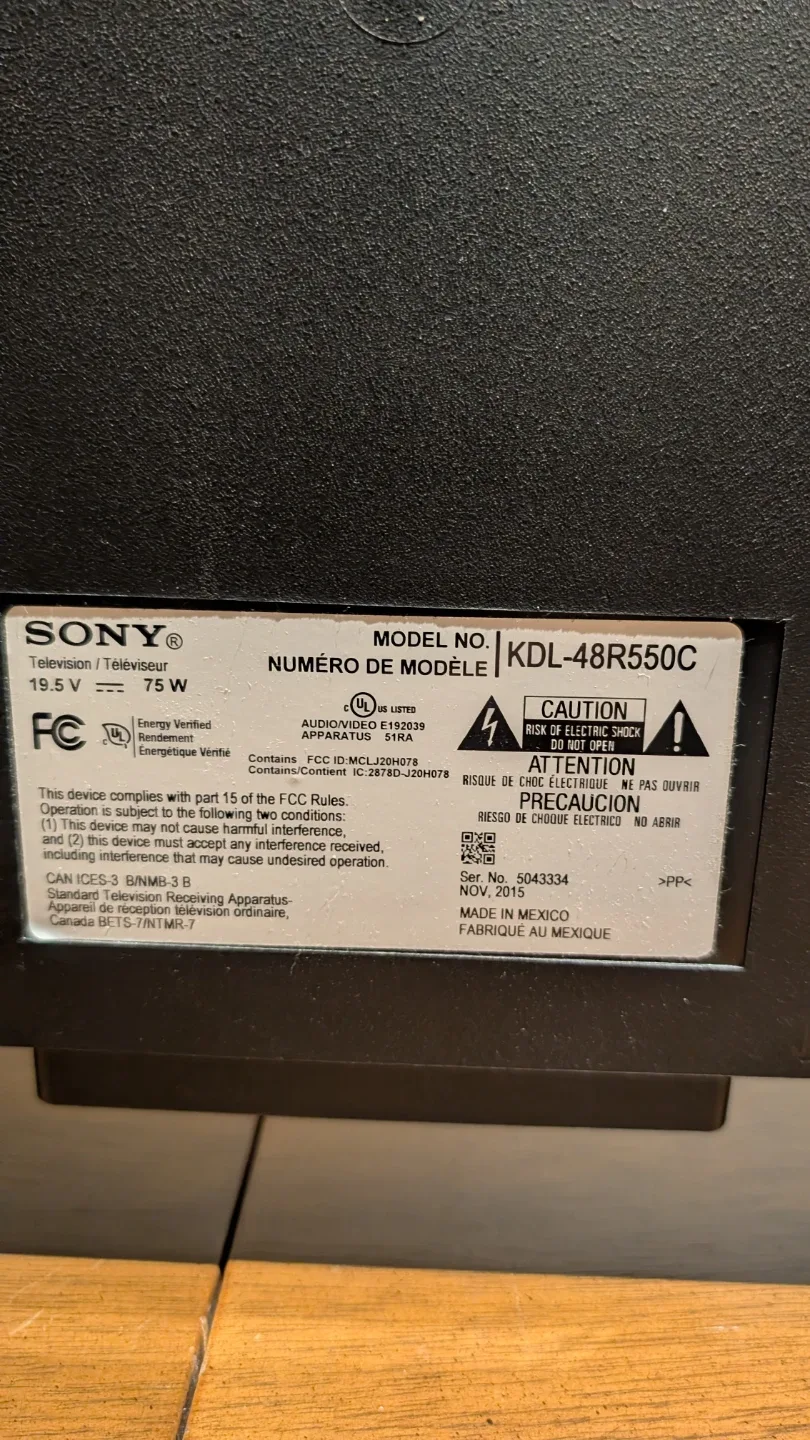 SONY®
Television / Téléviseur
19.5 V 75 W
MODEL NO.
NUMÉRO DE MODÈLE
KDL-48R550C
FC
c UL
Energy Verified
Rendement
Énergétique Vérifié
c UL US LISTED
AUDIO/VIDEO E192039
APPARATUS 51RA
Contains FCC ID:MCLJ20H078
Contains/Contient IC:2878D-J20H078
This device complies with part 15 of the FCC Rules.
Operation is subject to the following two conditions:
(1) This device may not cause harmful interference,
and (2) this device must accept any interference received,
including interference that may cause undesired operation.
CAN ICES-3 B/NMB-3 B
Standard Television Receiving Apparatus-
Appareil de réception télévision ordinaire,
Canada BETS-7/NTMR-7
CAUTION
RISK OF ELECTRIC SHOCK
DO NOT OPEN
ATTENTION
RISQUE DE CHOC ÉLECTRIQUE NE PAS OUVRIR
PRECAUCION
RIESGO DE CHOQUE ELECTRICO NO ABRIR
Ser. No. 5043334
NOV, 2015
>PP<
MADE IN MEXICO
FABRIQUÉ AU MEXIQUE